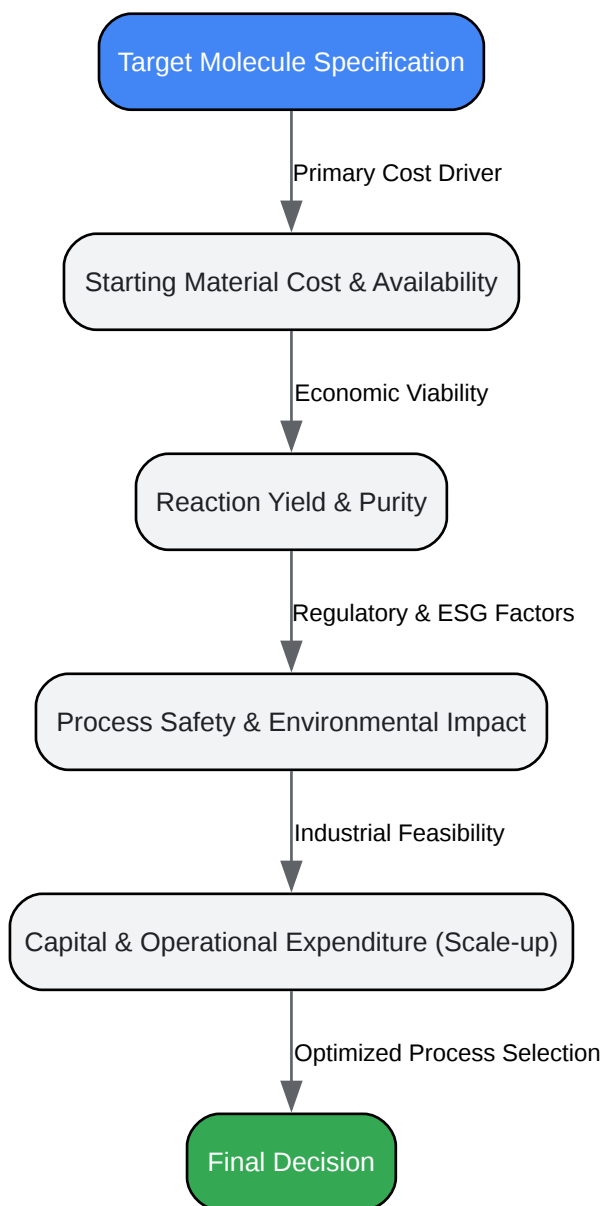 Target Molecule Specification
Primary Cost Driver
Starting Material Cost & Availability
Economic Viability
Reaction Yield & Purity
Regulatory & ESG Factors
Process Safety & Environmental Impact
Industrial Feasibility
Capital & Operational Expenditure (Scale-up)
Optimized Process Selection
Final Decision